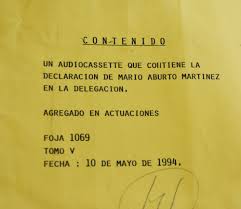 CONTENIDO
UN AUDIOCASSETTE QUE CONTIENE LA
DECLARACION DE MARIO ABURTO MARTINEZ
EN LA DELEGACION.
AGREGADO EN ACTUACIONES
FOJA 1069
TOMO V
FECHA : 10 DE MAYO DE 1994.